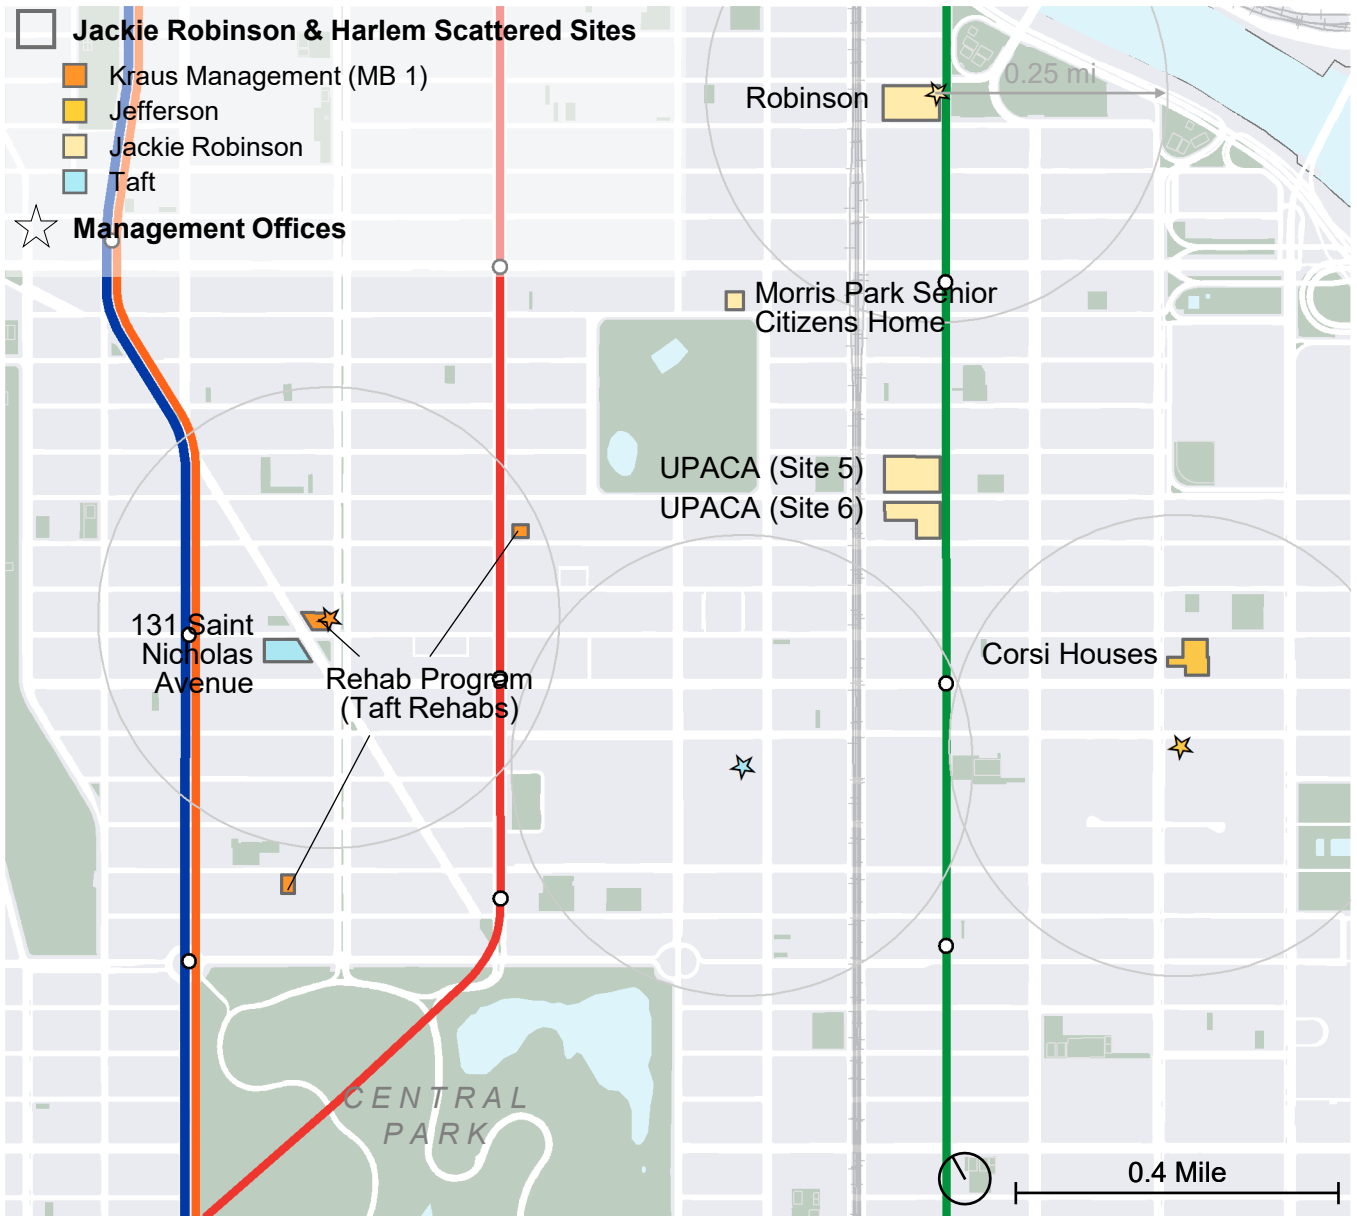 Jackie Robinson & Harlem Scattered Sites
Kraus Management (MB 1)
Jefferson
Jackie Robinson
Taft
Management Offices
0.25 mi
Robinson
Morris Park Senior
Citizens Home
UPACA (Site 5)
UPACA (Site 6)
131 Saint
Nicholas
Avenue
Rehab Program
(Taft Rehabs)
Corsi Houses
CENTRAL
PARK
0.4 Mile